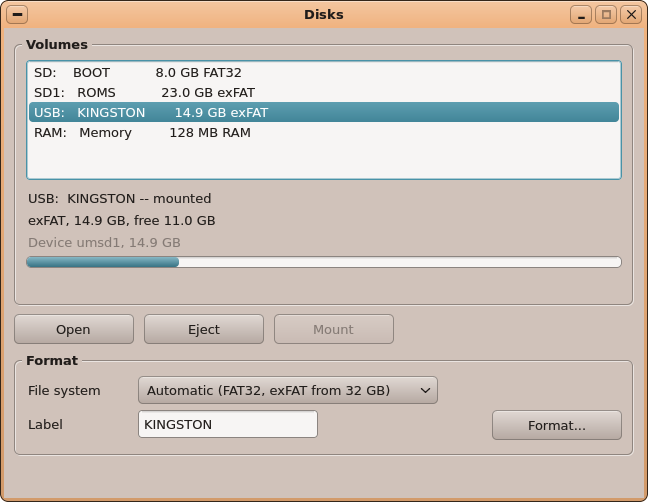 Disks
Volumes
SD: BOOT 8.0 GB FAT32
SD1: ROMS 23.0 GB exFAT
USB: KINGSTON 14.9 GB exFAT
RAM: Memory 128 MB RAM
USB: KINGSTON -- mounted
exFAT, 14.9 GB, free 11.0 GB
Device umsd1, 14.9 GB
Open Eject Mount
Format
File system Automatic (FAT32, exFAT from 32 GB)
Label KINGSTON Format...